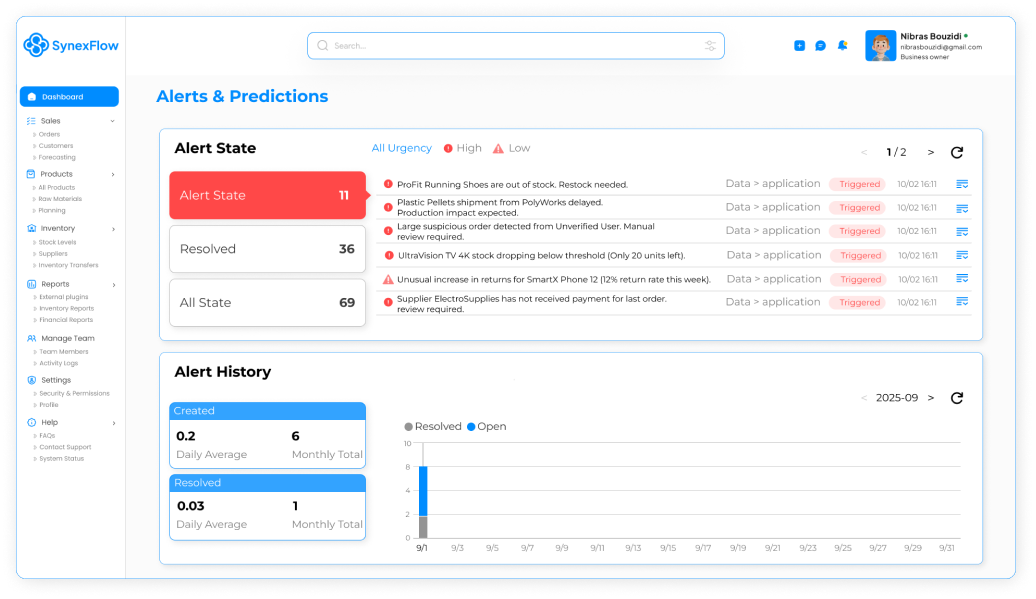 SynexFlow
Search...
Nibras Bouzidi
nibrasbouzidi@gmail.com
Business owner
Dashboard
Sales
Orders
Customers
Forecasting
Products
All Products
Raw Materials
Planning
Inventory
Stock Levels
Suppliers
Inventory Transfers
Reports
External plugins
Inventory Reports
Financial Reports
Manage Team
Team Members
Activity Logs
Settings
Security & Permissions
Profile
Help
FAQs
Contact Support
System Status
Alerts & Predictions
Alert State
All Urgency High Low
< 1 / 2 >
Alert State 11
Resolved 36
All State 69
ProFit Running Shoes are out of stock. Restock needed. Data > application Triggered 10/02 16:11
Plastic Pellets shipment from PolyWorks delayed.
Production impact expected. Data > application Triggered 10/02 16:11
Large suspicious order detected from Unverified User. Manual
review required. Data > application Triggered 10/02 16:11
UltraVision TV 4K stock dropping below threshold (Only 20 units left). Data > application Triggered 10/02 16:11
Unusual increase in returns for SmartX Phone 12 (12% return rate this week). Data > application Triggered 10/02 16:11
Supplier ElectroSupplies has not received payment for last order.
review required. Data > application Triggered 10/02 16:11
Alert History
< 2025-09 >
Created
0.2 6
Daily Average Monthly Total
Resolved
0.03 1
Daily Average Monthly Total
Resolved Open
10
8
4
2
0
9/1 9/3 9/5 9/7 9/9 9/11 9/13 9/15 9/17 9/19 9/21 9/23 9/25 9/27 9/29 9/31